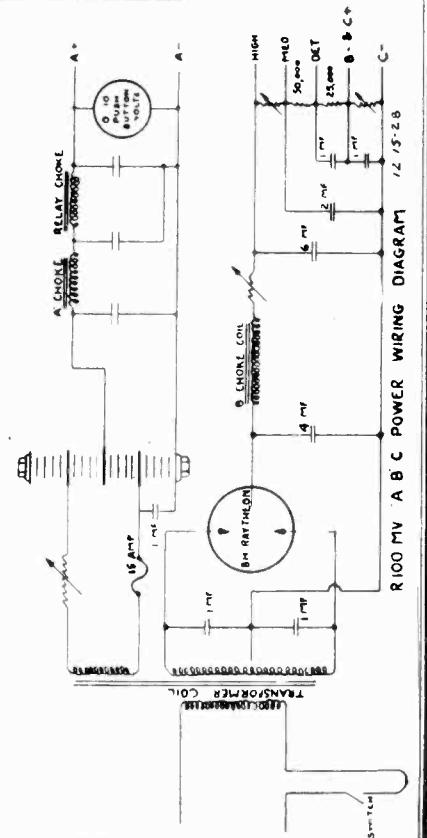 A+
A-
0 10
PUSH
BUTTON
VOLTS
RELAY CHOKE
A CHOKE
15 AMP
1 MF
TRANSFORMER COIL
SWITCH
1 MF
1 MF
BH RAYTHEON
B CHOKE COIL
4 MF
6 MF
2 MF
1 MF
1 MF
HIGH
MED
50,000
DET
25,000
B- & C+
C-
R100 MV A B C POWER WIRING DIAGRAM 12-15-28